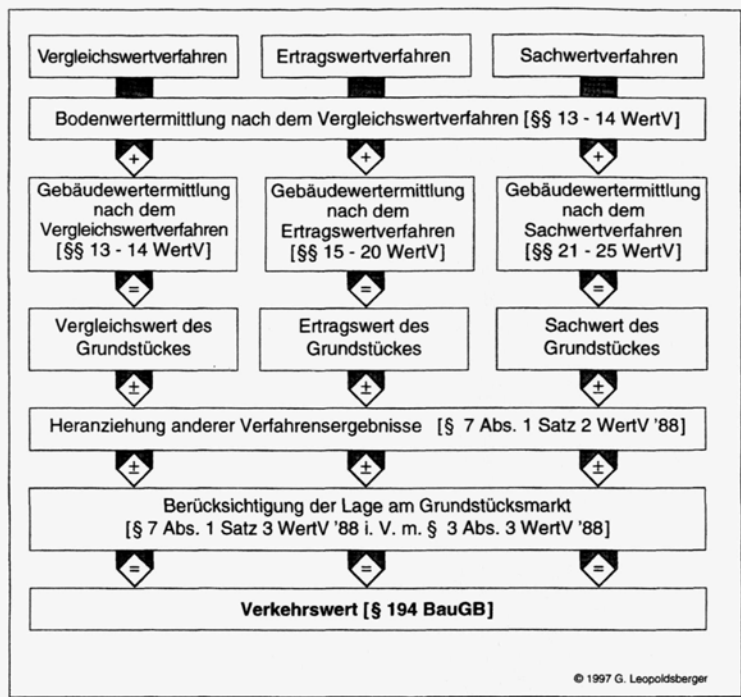 Vergleichswertverfahren
Ertragswertverfahren
Sachwertverfahren
Bodenwertermittlung nach dem Vergleichswertverfahren [§§ 13 - 14 WertV]
+
+
+
Gebäudewertermittlung
nach dem
Vergleichswertverfahren
[§§ 13 - 14 WertV]
Gebäudewertermittlung
nach dem
Ertragswertverfahren
[§§ 15 - 20 WertV]
Gebäudewertermittlung
nach dem
Sachwertverfahren
[§§ 21 - 25 WertV]
=
=
=
Vergleichswert des
Grundstückes
Ertragswert des
Grundstückes
Sachwert des
Grundstückes
±
±
±
Heranziehung anderer Verfahrensergebnisse [§ 7 Abs. 1 Satz 2 WertV '88]
±
±
±
Berücksichtigung der Lage am Grundstücksmarkt
[§ 7 Abs. 1 Satz 3 WertV '88 i. V. m. § 3 Abs. 3 WertV '88]
=
=
=
Verkehrswert [§ 194 BauGB]
© 1997 G. Leopoldsberger